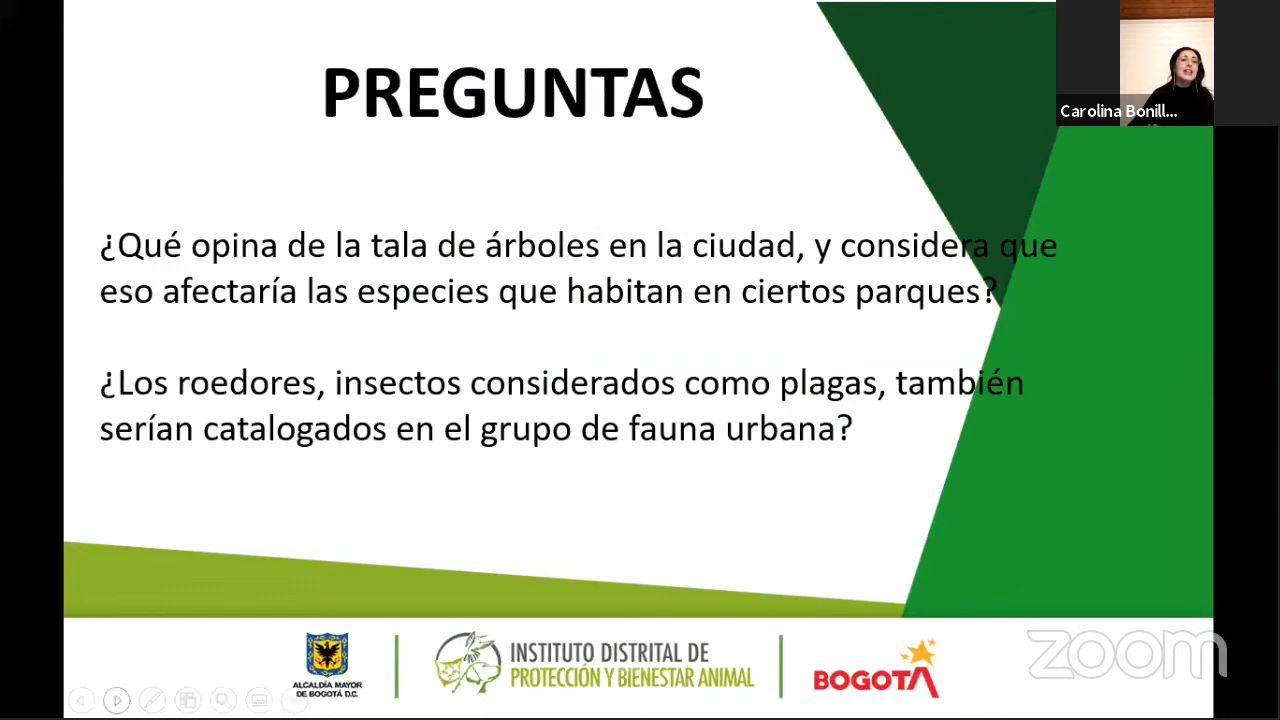 PREGUNTAS
Carolina Bonill...
¿Qué opina de la tala de árboles en la ciudad, y considera que
eso afectaría las especies que habitan en ciertos parques?
¿Los roedores, insectos considerados como plagas, también
serían catalogados en el grupo de fauna urbana?
ALCALDÍA MAYOR
DE BOGOTÁ D.C.
INSTITUTO DISTRITAL DE
PROTECCIÓN Y BIENESTAR ANIMAL
BOGOTÁ
zoom